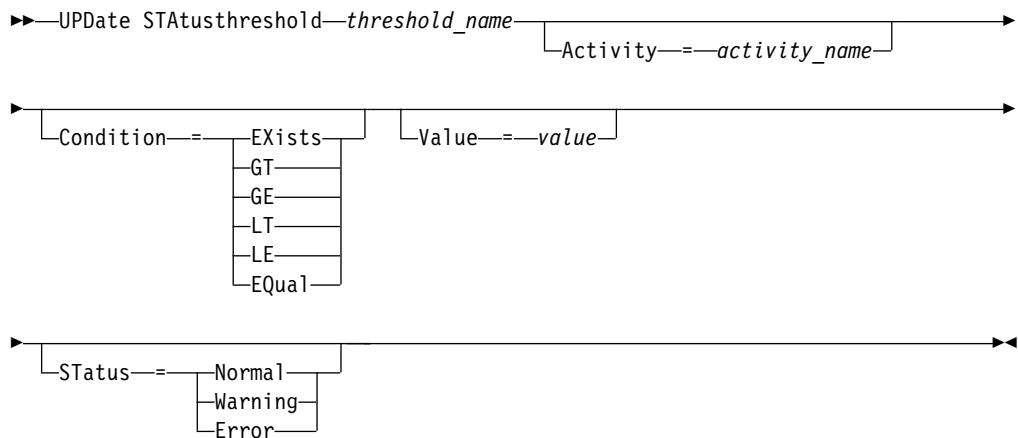 UPDate STAtusthreshold threshold_name
Activity = activity_name
Condition = EXists
GT
GE
LT
LE
EQual
Value = value
STatus = Normal
Warning
Error